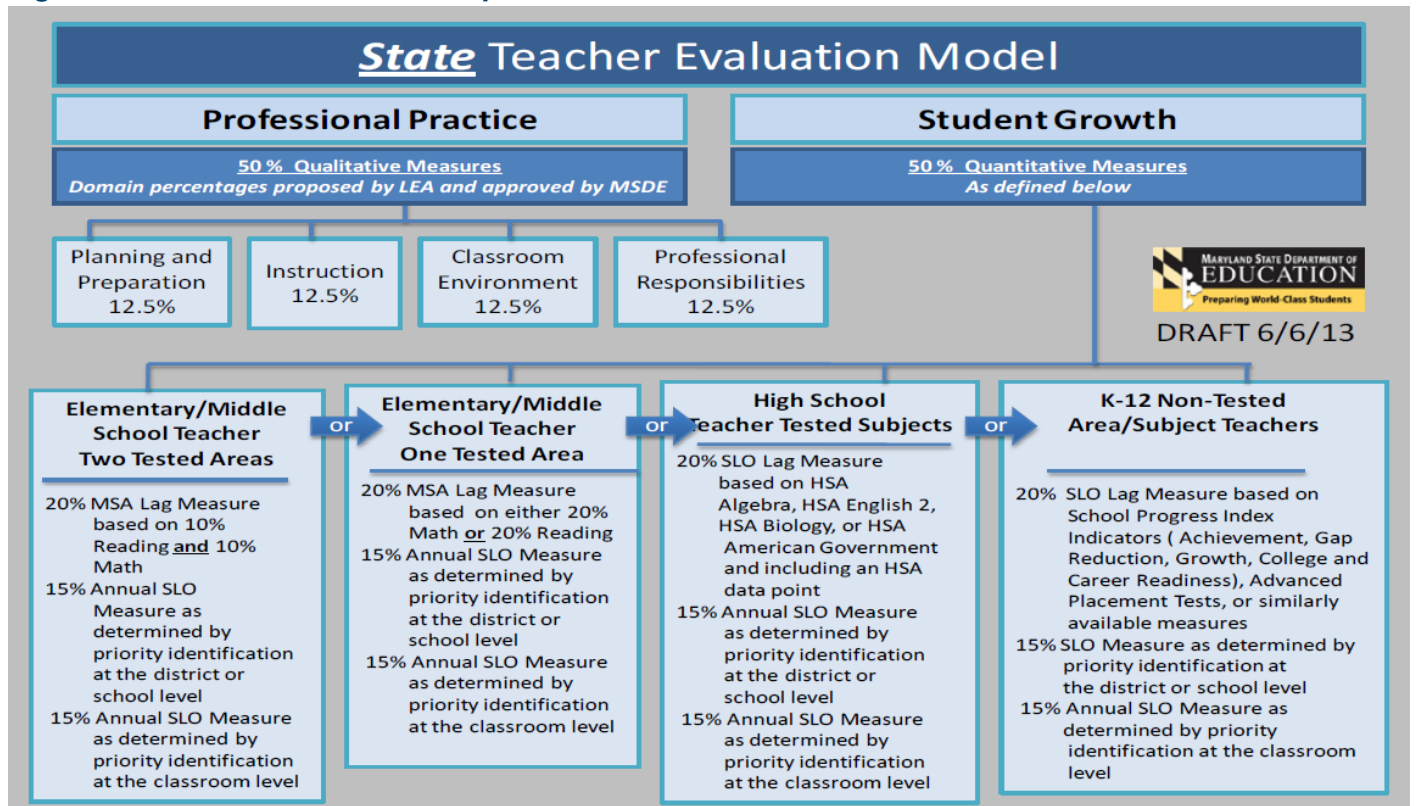 State Teacher Evaluation Model
Professional Practice
50 % Qualitative Measures
Domain percentages proposed by LEA and approved by MSDE
Student Growth
50 % Quantitative Measures
As defined below
Planning and
Preparation
12.5%
Instruction
12.5%
Classroom
Environment
12.5%
Professional
Responsibilities
12.5%
MARYLAND STATE DEPARTMENT OF
EDUCATION
Preparing World-Class Students
DRAFT 6/6/13
Elementary/Middle
School Teacher
Two Tested Areas
20% MSA Lag Measure
based on 10%
Reading and 10%
Math
15% Annual SLO
Measure as
determined by
priority identification
at the district or
school level
15% Annual SLO Measure
as determined by
priority identification
at the classroom level
or
Elementary/Middle
School Teacher
One Tested Area
20% MSA Lag Measure
based on either 20%
Math or 20% Reading
15% Annual SLO Measure
as determined by
priority identification
at the district or
school level
15% Annual SLO Measure
as determined by
priority identification
at the classroom level
or
High School
Teacher Tested Subjects
20% SLO Lag Measure
based on HSA
Algebra, HSA English 2,
HSA Biology, or HSA
American Government
and including an HSA
data point
15% Annual SLO Measure
as determined by
priority identification
at the district or
school level
15% Annual SLO Measure
as determined by
priority identification
at the classroom level
or
K-12 Non-Tested
Area/Subject Teachers
20% SLO Lag Measure based on
School Progress Index
Indicators ( Achievement, Gap
Reduction, Growth, College and
Career Readiness), Advanced
Placement Tests, or similarly
available measures
15% SLO Measure as determined by
priority identification at
the district or school level
15% Annual SLO Measure as
determined by priority
identification at the classroom
level